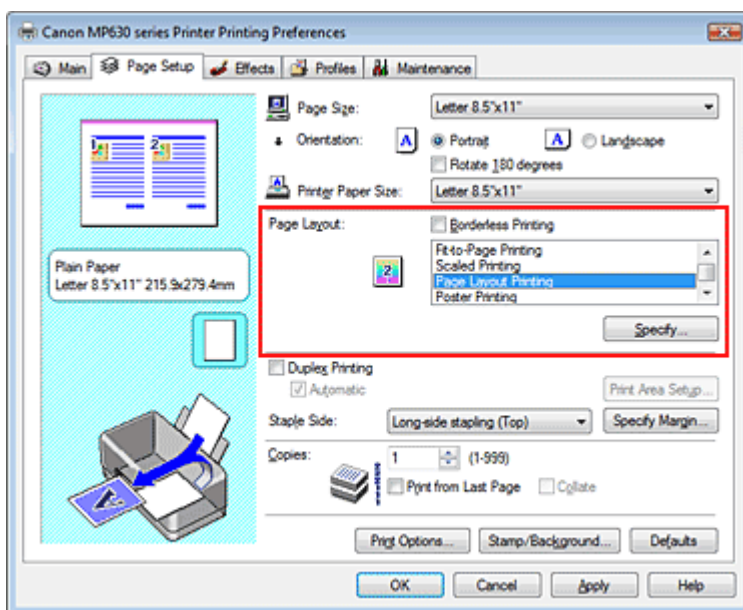 Canon MP630 series Printer Printing Preferences
Main Page Setup Effects Profiles Maintenance
Page Size: Letter 8.5"x11"
Orientation: A Portrait A Landscape
Rotate 180 degrees
Printer Paper Size: Letter 8.5"x11"
Page Layout: Borderless Printing
Fit-to-Page Printing
Scaled Printing
Page Layout Printing
Poster Printing
Specify...
1 2
2
Plain Paper
Letter 8.5"x11" 215.9x279.4mm
Duplex Printing
Automatic Print Area Setup...
Staple Side: Long-side stapling (Top) Specify Margin...
Copies: 1 (1-999)
Print from Last Page Collate
A
Print Options... Stamp/Background... Defaults
OK Cancel Apply Help